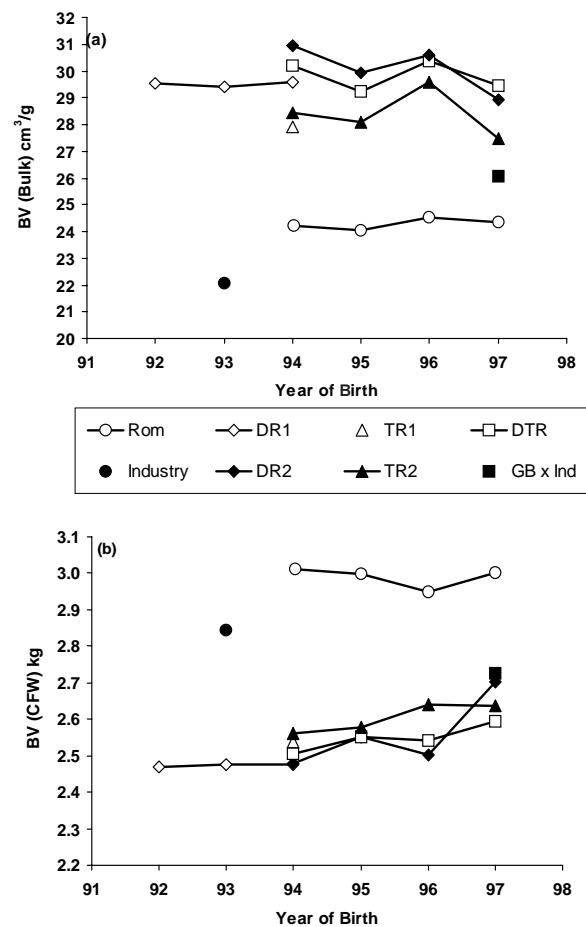 (a)
BV (Bulk) cm³/g
32
31
30
29
28
27
26
25
24
23
22
21
20
91 92 93 94 95 96 97 98
Year of Birth
Rom DR1 TR1 DTR
Industry DR2 TR2 GB x Ind
(b)
BV (CFW) kg
3.1
3.0
2.9
2.8
2.7
2.6
2.5
2.4
2.3
2.2
91 92 93 94 95 96 97 98
Year of Birth